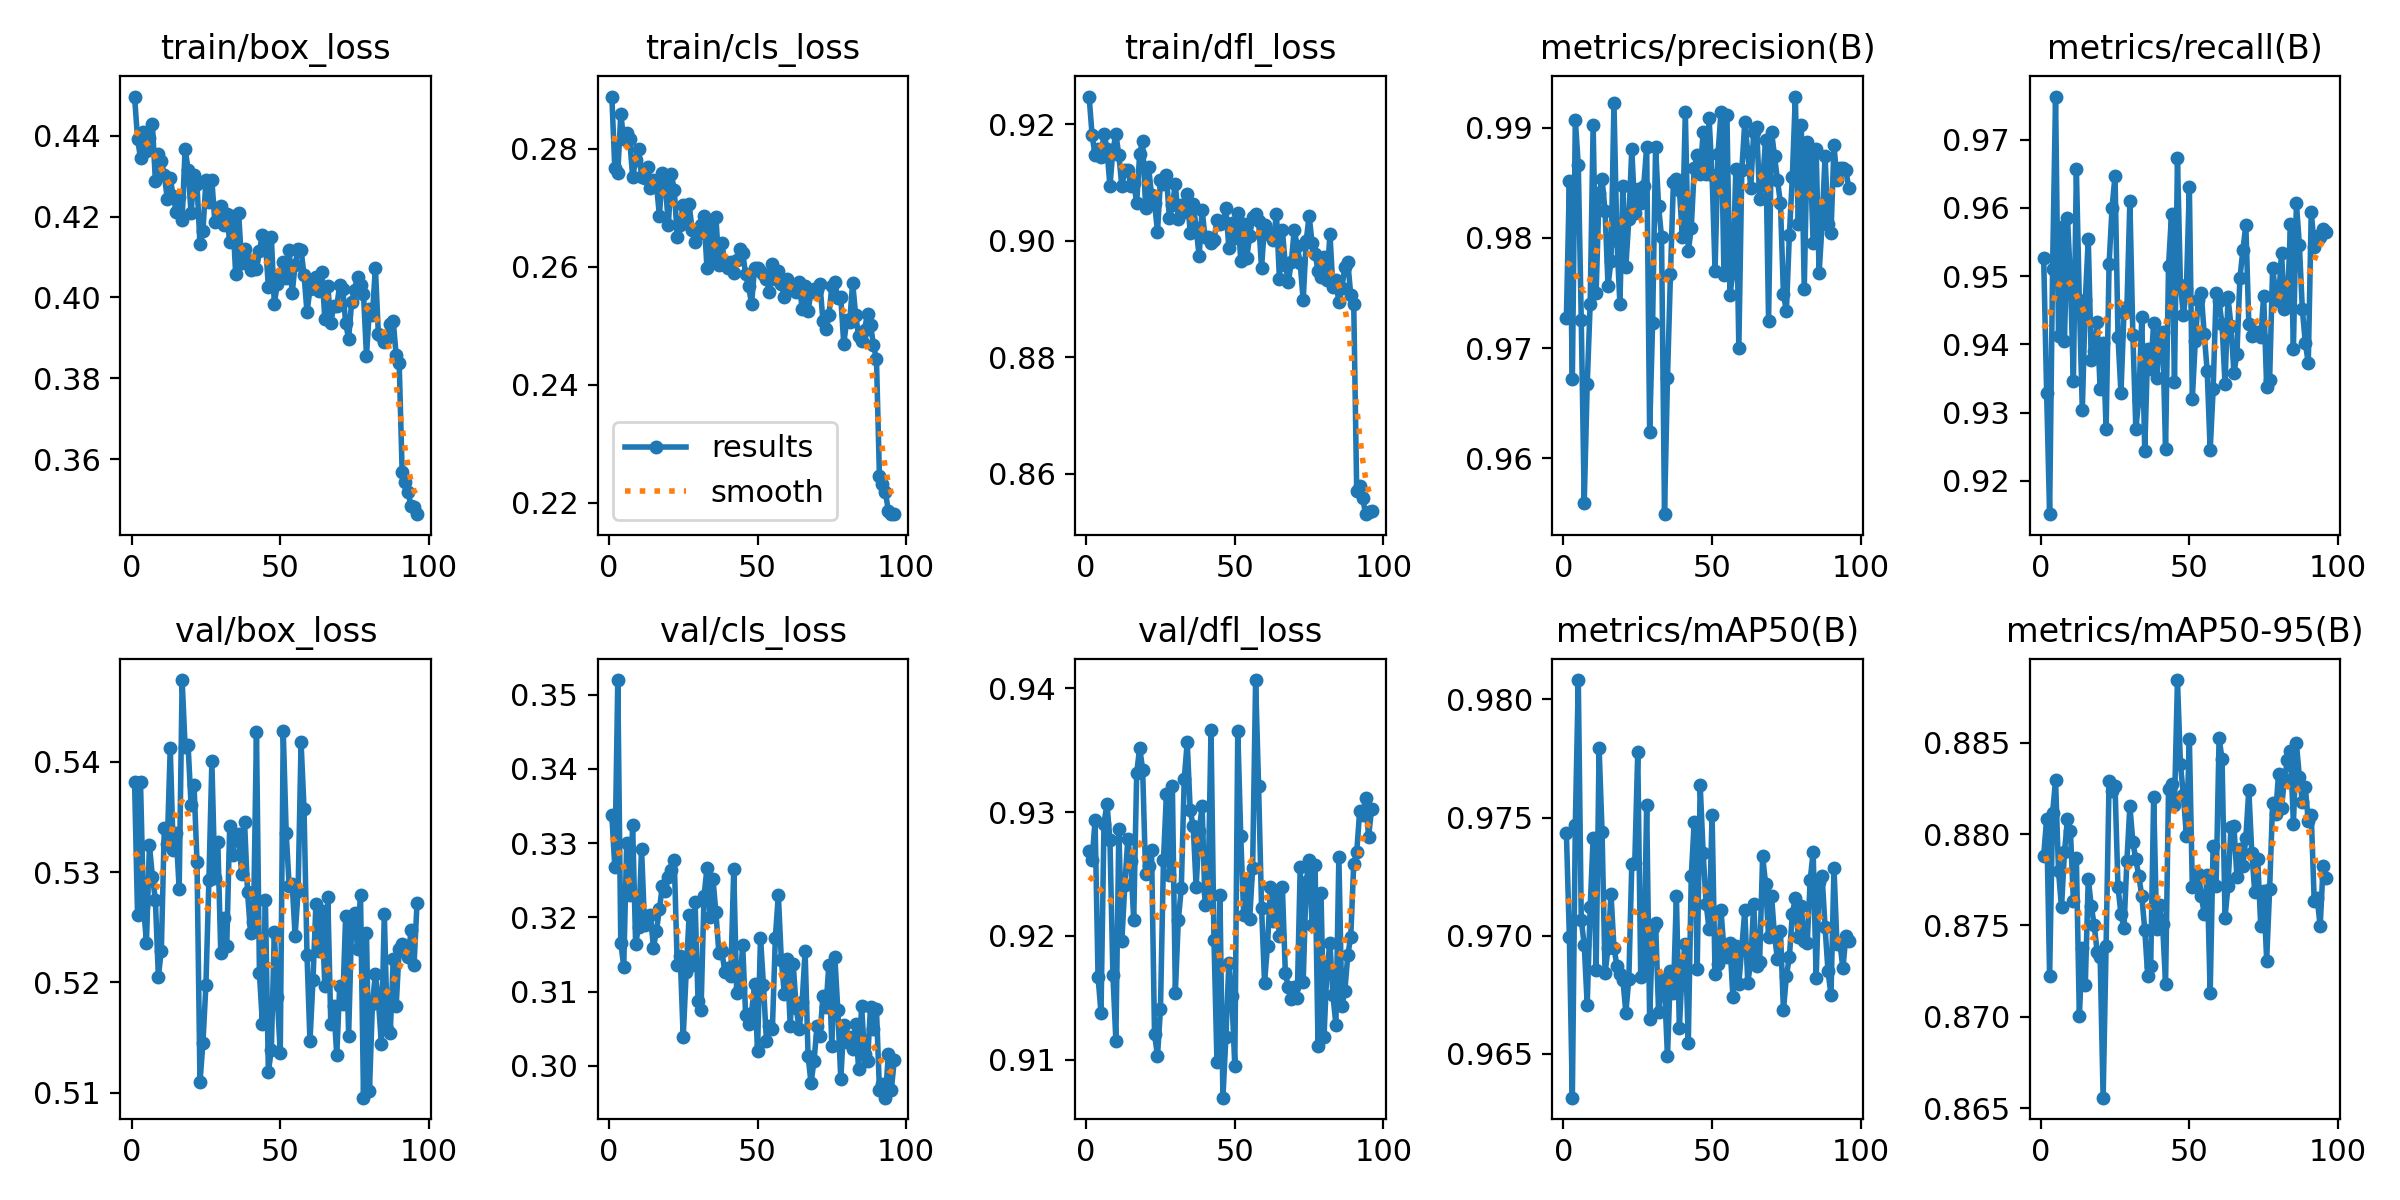 train/box_loss
0.44
0.42
0.40
0.38
0.36
0 50 100
train/cls_loss
0.28
0.26
0.24
0.22
results
smooth
0 50 100
train/dfl_loss
0.92
0.90
0.88
0.86
0 50 100
metrics/precision(B)
0.99
0.98
0.97
0.96
0 50 100
metrics/recall(B)
0.97
0.96
0.95
0.94
0.93
0.92
0 50 100
val/box_loss
0.54
0.53
0.52
0.51
0 50 100
val/cls_loss
0.35
0.34
0.33
0.32
0.31
0.30
0 50 100
val/dfl_loss
0.94
0.93
0.92
0.91
0 50 100
metrics/mAP50(B)
0.980
0.975
0.970
0.965
0 50 100
metrics/mAP50-95(B)
0.885
0.880
0.875
0.870
0.865
0 50 100